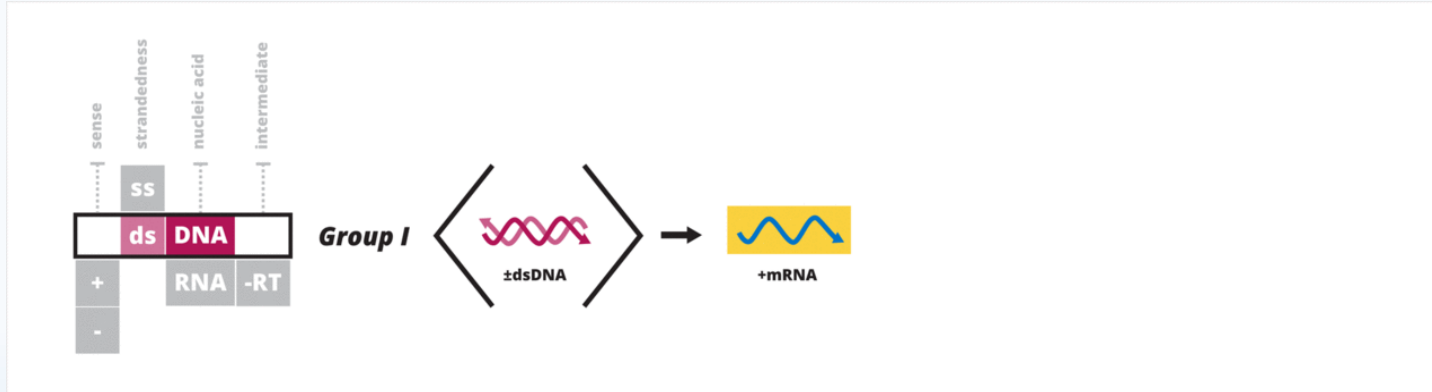 sense
strandedness
nucleic acid
intermediate
ss
ds DNA
Group I
±dsDNA
+mRNA
+ RNA -RT
-